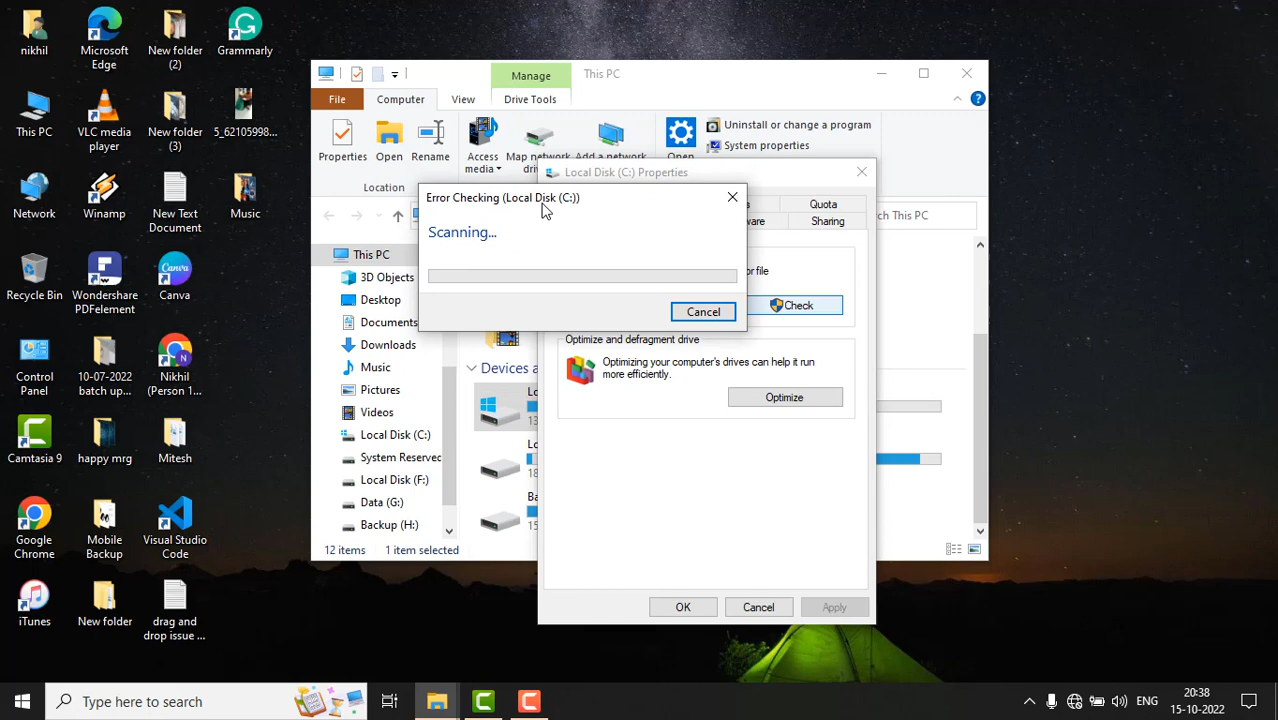 nikhil
Microsoft
Edge
New folder
(2)
Grammarly
This PC
VLC media
player
New folder
(3)
5_62105998...
Network
Winamp
New Text
Document
Music
Recycle Bin
Wondershare
PDFelement
Canva
Control
Panel
10-07-2022
batch up...
Nikhil
(Person 1...
Camtasia 9
happy mrg
Mitesh
Google
Chrome
Mobile
Backup
Visual Studio
Code
iTunes
New folder
drag and
drop issue ...
Manage
This PC
File
Computer
View
Drive Tools
Properties
Open
Rename
Access
media
Map network
Add a network
Open
Uninstall or change a program
System properties
Location
This PC
3D Objects
Desktop
Documents
Downloads
Music
Pictures
Videos
Local Disk (C:)
System Reserved
Local Disk (F:)
Data (G:)
Backup (H:)
Devices a
12 items
1 item selected
Local Disk (C:) Properties
Quota
Sharing
Check
Optimize and defragment drive
Optimizing your computer's drives can help it run
more efficiently.
Optimize
OK
Cancel
Apply
Error Checking (Local Disk (C:))
Scanning...
Cancel
Type here to search
ENG
20:38
15-10-2022